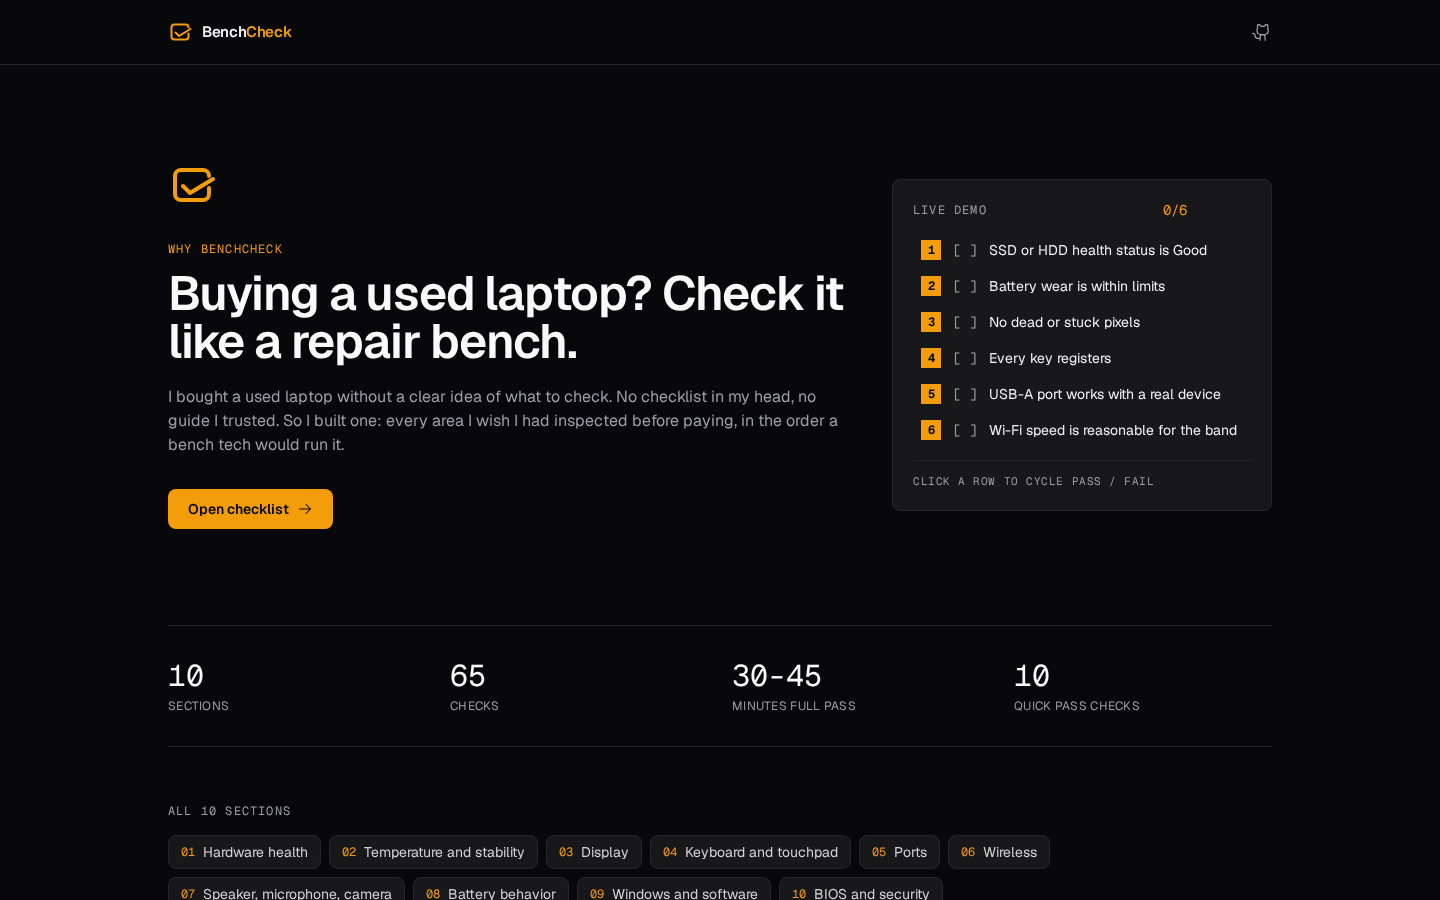 BenchCheck
WHY BENCHCHECK
Buying a used laptop? Check it
like a repair bench.
I bought a used laptop without a clear idea of what to check. No checklist in my head, no
guide I trusted. So I built one: every area I wish I had inspected before paying, in the order a
bench tech would run it.
Open checklist →
LIVE DEMO 0/6
1 [ ] SSD or HDD health status is Good
2 [ ] Battery wear is within limits
3 [ ] No dead or stuck pixels
4 [ ] Every key registers
5 [ ] USB-A port works with a real device
6 [ ] Wi-Fi speed is reasonable for the band
CLICK A ROW TO CYCLE PASS / FAIL
10
SECTIONS
65
CHECKS
30-45
MINUTES FULL PASS
10
QUICK PASS CHECKS
ALL 10 SECTIONS
01 Hardware health 02 Temperature and stability 03 Display 04 Keyboard and touchpad 05 Ports 06 Wireless
07 Speaker, microphone, camera 08 Battery behavior 09 Windows and software 10 BIOS and security